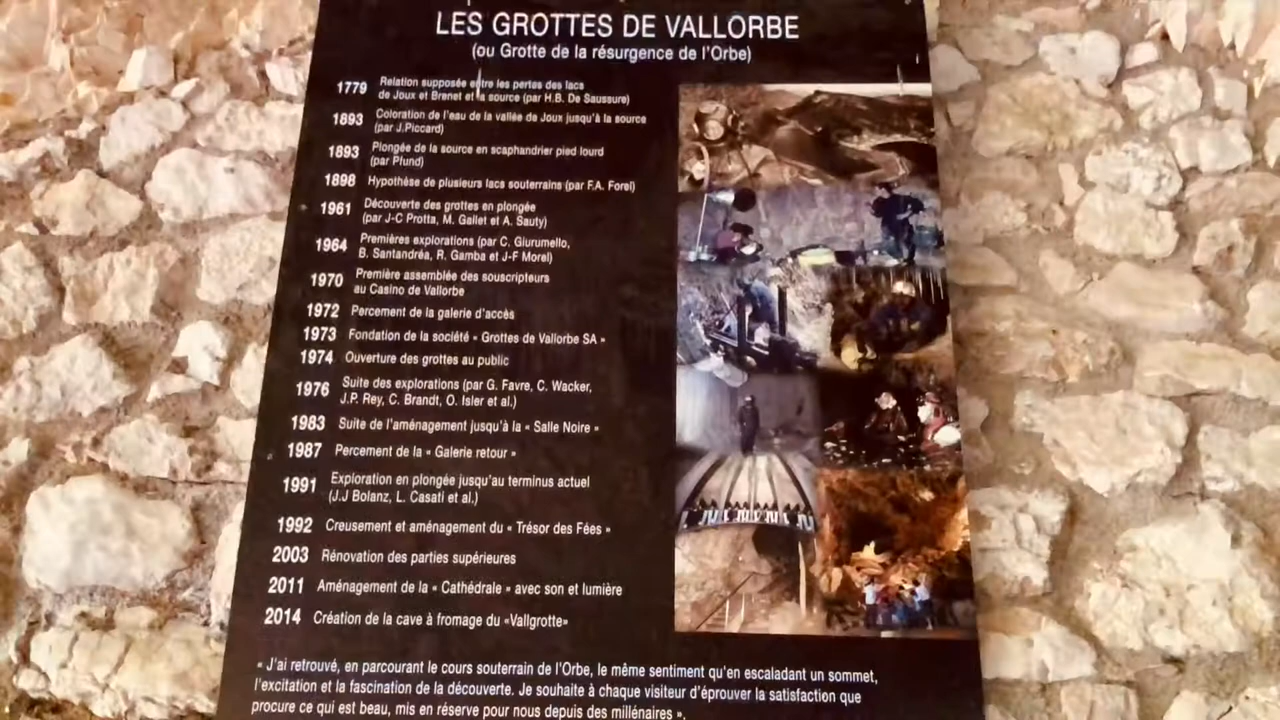 LES GROTTES DE VALLORBE
(ou Grotte de la résurgence de l'Orbe)
1779 Relation supposée entre les pertes des lacs
de Joux et Brenet et la source (par H.B. De Saussure)
1893 Coloration de l'eau de la vallée de Joux jusqu'à la source
(par J.Piccard)
1893 Plongée de la source en scaphandrier pied lourd
(par Pfund)
1898 Hypothèse de plusieurs lacs souterrains (par F.A. Forel)
1961 Découverte des grottes en plongée
(par J-C Protta, M. Gallet et A. Sauty)
1964 Premières explorations (par C. Giurumello,
B. Santandréa, R. Gamba et J-F Morel)
1970 Première assemblée des souscripteurs
au Casino de Vallorbe
1972 Percement de la galerie d'accès
1973 Fondation de la société « Grottes de Vallorbe SA »
1974 Ouverture des grottes au public
1976 Suite des explorations (par G. Favre, C. Wacker,
J.P. Rey, C. Brandt, O. Isler et al.)
1983 Suite de l'aménagement jusqu'à la « Salle Noire »
1987 Percement de la « Galerie retour »
1991 Exploration en plongée jusqu'au terminus actuel
(J.J Bolanz, L. Casati et al.)
1992 Creusement et aménagement du « Trésor des Fées »
2003 Rénovation des parties supérieures
2011 Aménagement de la « Cathédrale » avec son et lumière
2014 Création de la cave à fromage du «Vallgrotte»
« J'ai retrouvé, en parcourant le cours souterrain de l'Orbe, le même sentiment qu'en escaladant un sommet,
l'excitation et la fascination de la découverte. Je souhaite à chaque visiteur d'éprouver la satisfaction que
procure ce qui est beau, mis en réserve pour nous depuis des millénaires ».